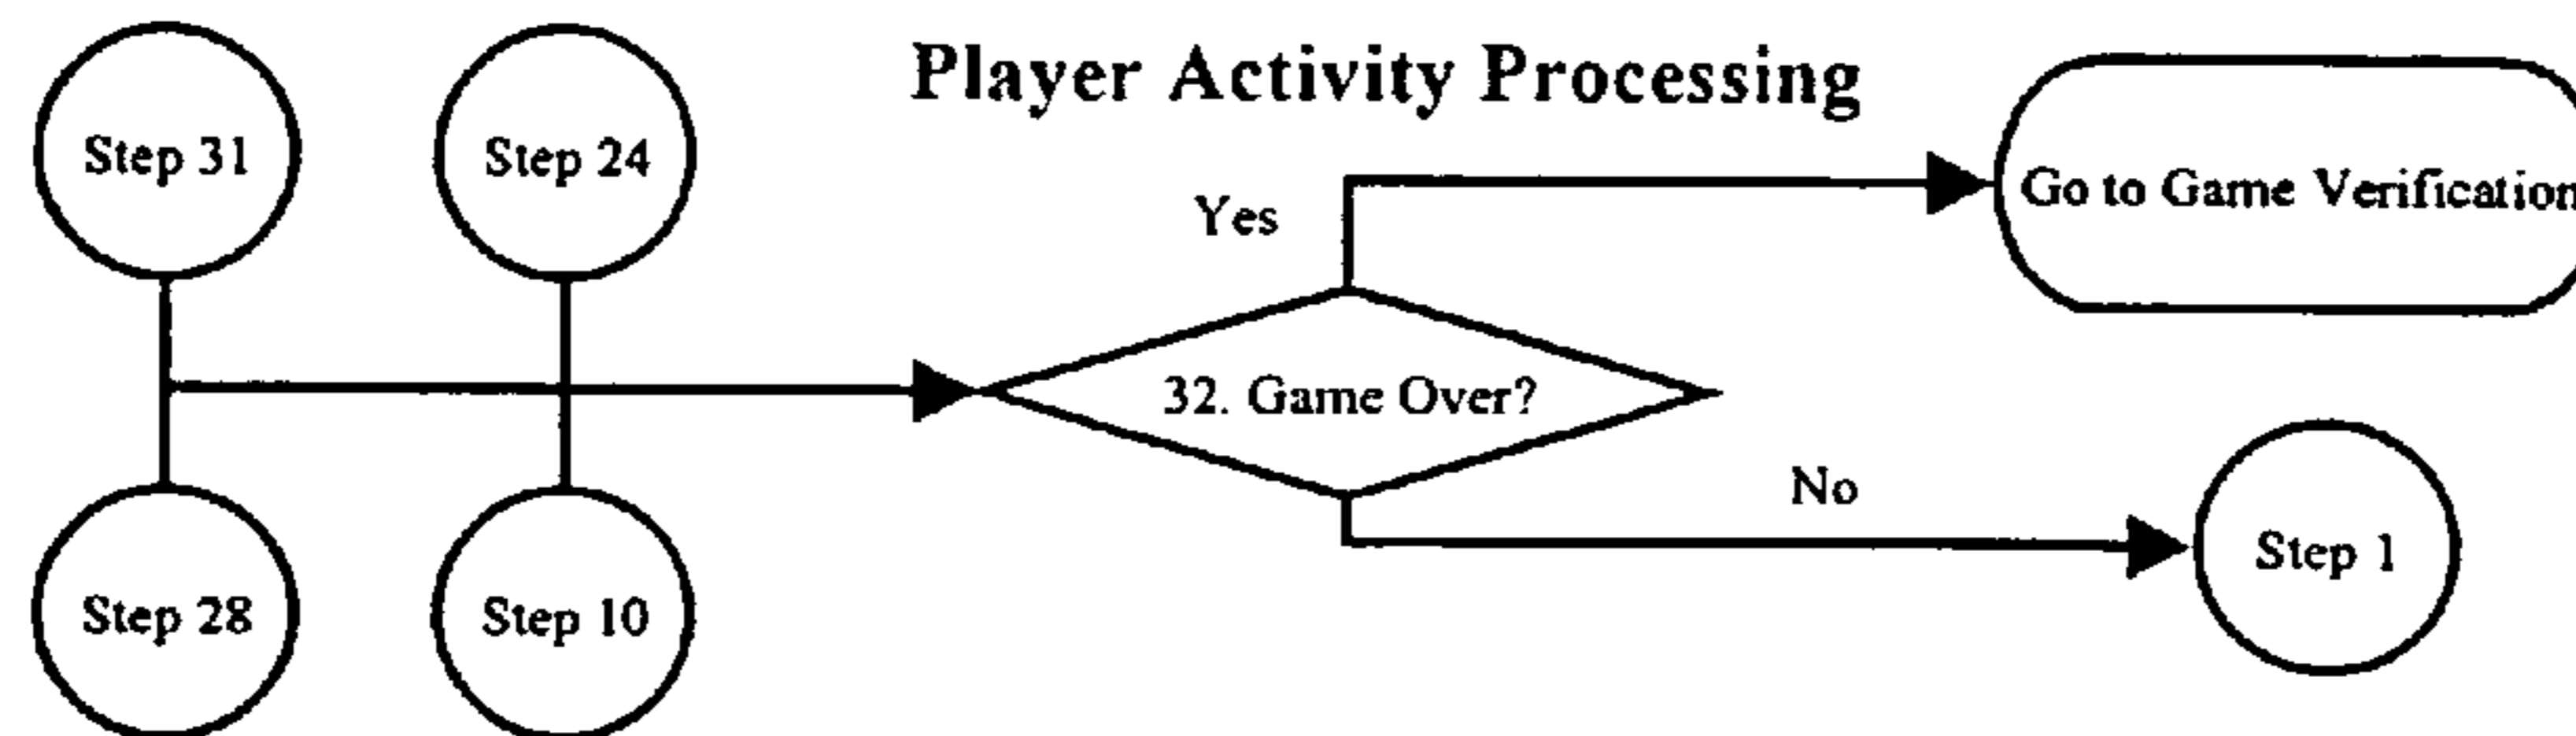 Player Activity Processing
Step 31
Step 24
Yes
Go to Game Verification
32. Game Over?
No
Step 1
Step 28
Step 10